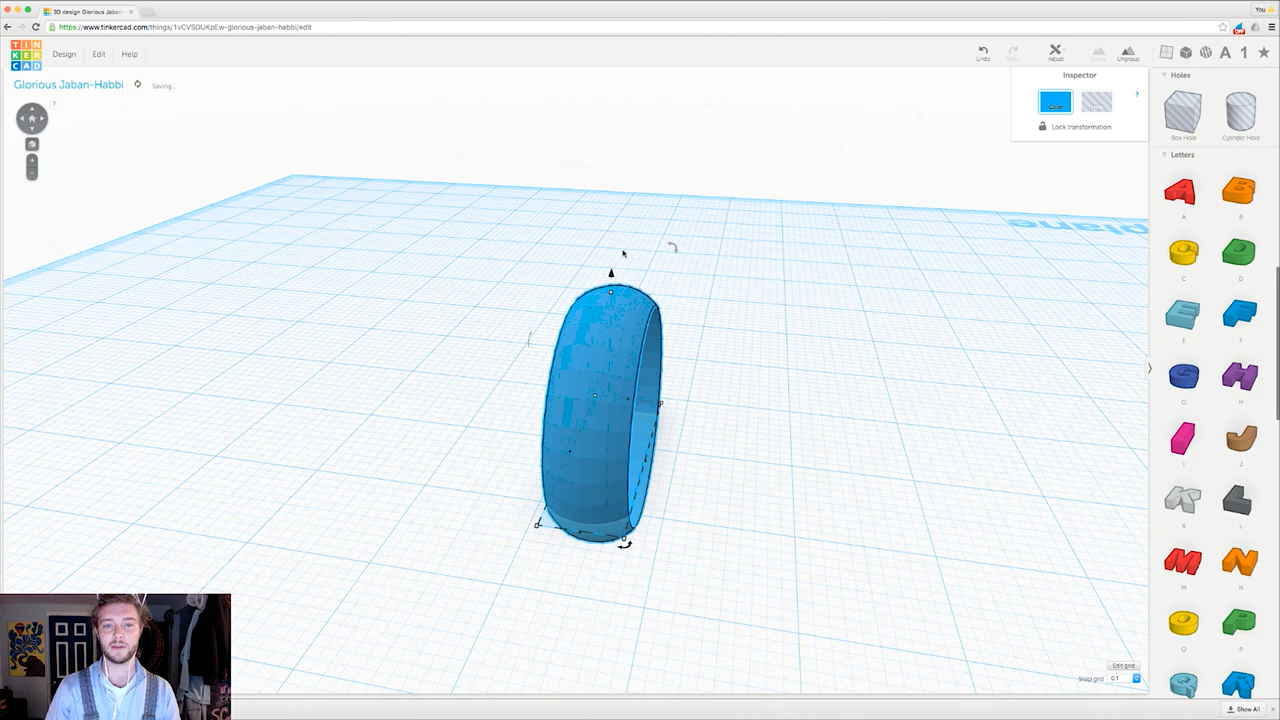 3D design Glorious Jaban-
You
https://www.tinkercad.com/things/1vCVSDUKpEw-glorious-jaban-habbi/edit
OFF
TIN
KER
CAD
Design Edit Help
Undo Redo Adjust Group Ungroup
A 1
Glorious Jaban-Habbi
Saving..
?
Inspector
Color
?
Lock transformation
Holes
Box Hole Cylinder Hole
Letters
A B
C D
E F
G H
I J
K L
M N
O P
Edit grid
Snap grid 0.1
Show All